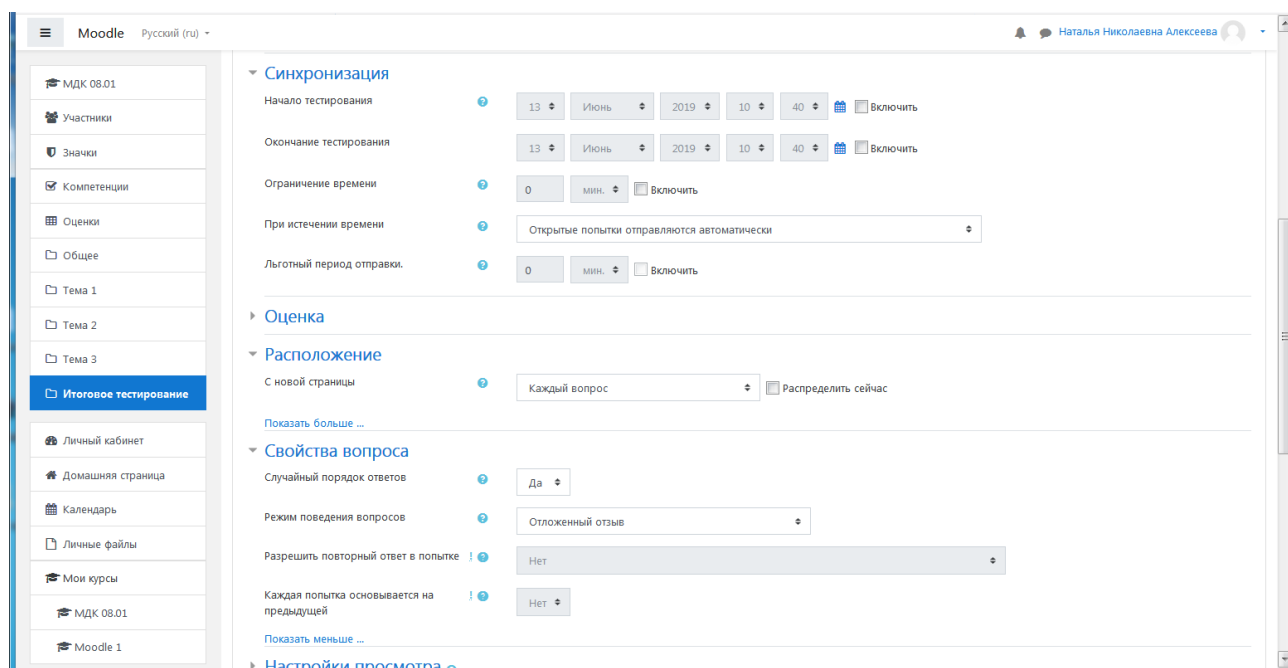 Moodle Русский (ru) Наталья Николаевна Алексеева
МДК 08.01
Участники
Значки
Компетенции
Оценки
Общее
Тема 1
Тема 2
Тема 3
Итоговое тестирование
Личный кабинет
Домашняя страница
Календарь
Личные файлы
Мои курсы
МДК 08.01
Moodle 1
Синхронизация
Начало тестирования ? 13 Июнь 2019 10 40 Включить
Окончание тестирования 13 Июнь 2019 10 40 Включить
Ограничение времени ? 0 мин. Включить
При истечении времени ? Открытые попытки отправляются автоматически
Льготный период отправки. ? 0 мин. Включить
Оценка
Расположение
С новой страницы ? Каждый вопрос Распределить сейчас
Показать больше ...
Свойства вопроса
Случайный порядок ответов ? Да
Режим поведения вопросов ? Отложенный отзыв
Разрешить повторный ответ в попытке ! ? Нет
Каждая попытка основывается на ! ? Нет
предыдущей
Показать меньше ...
Настройки просмотра